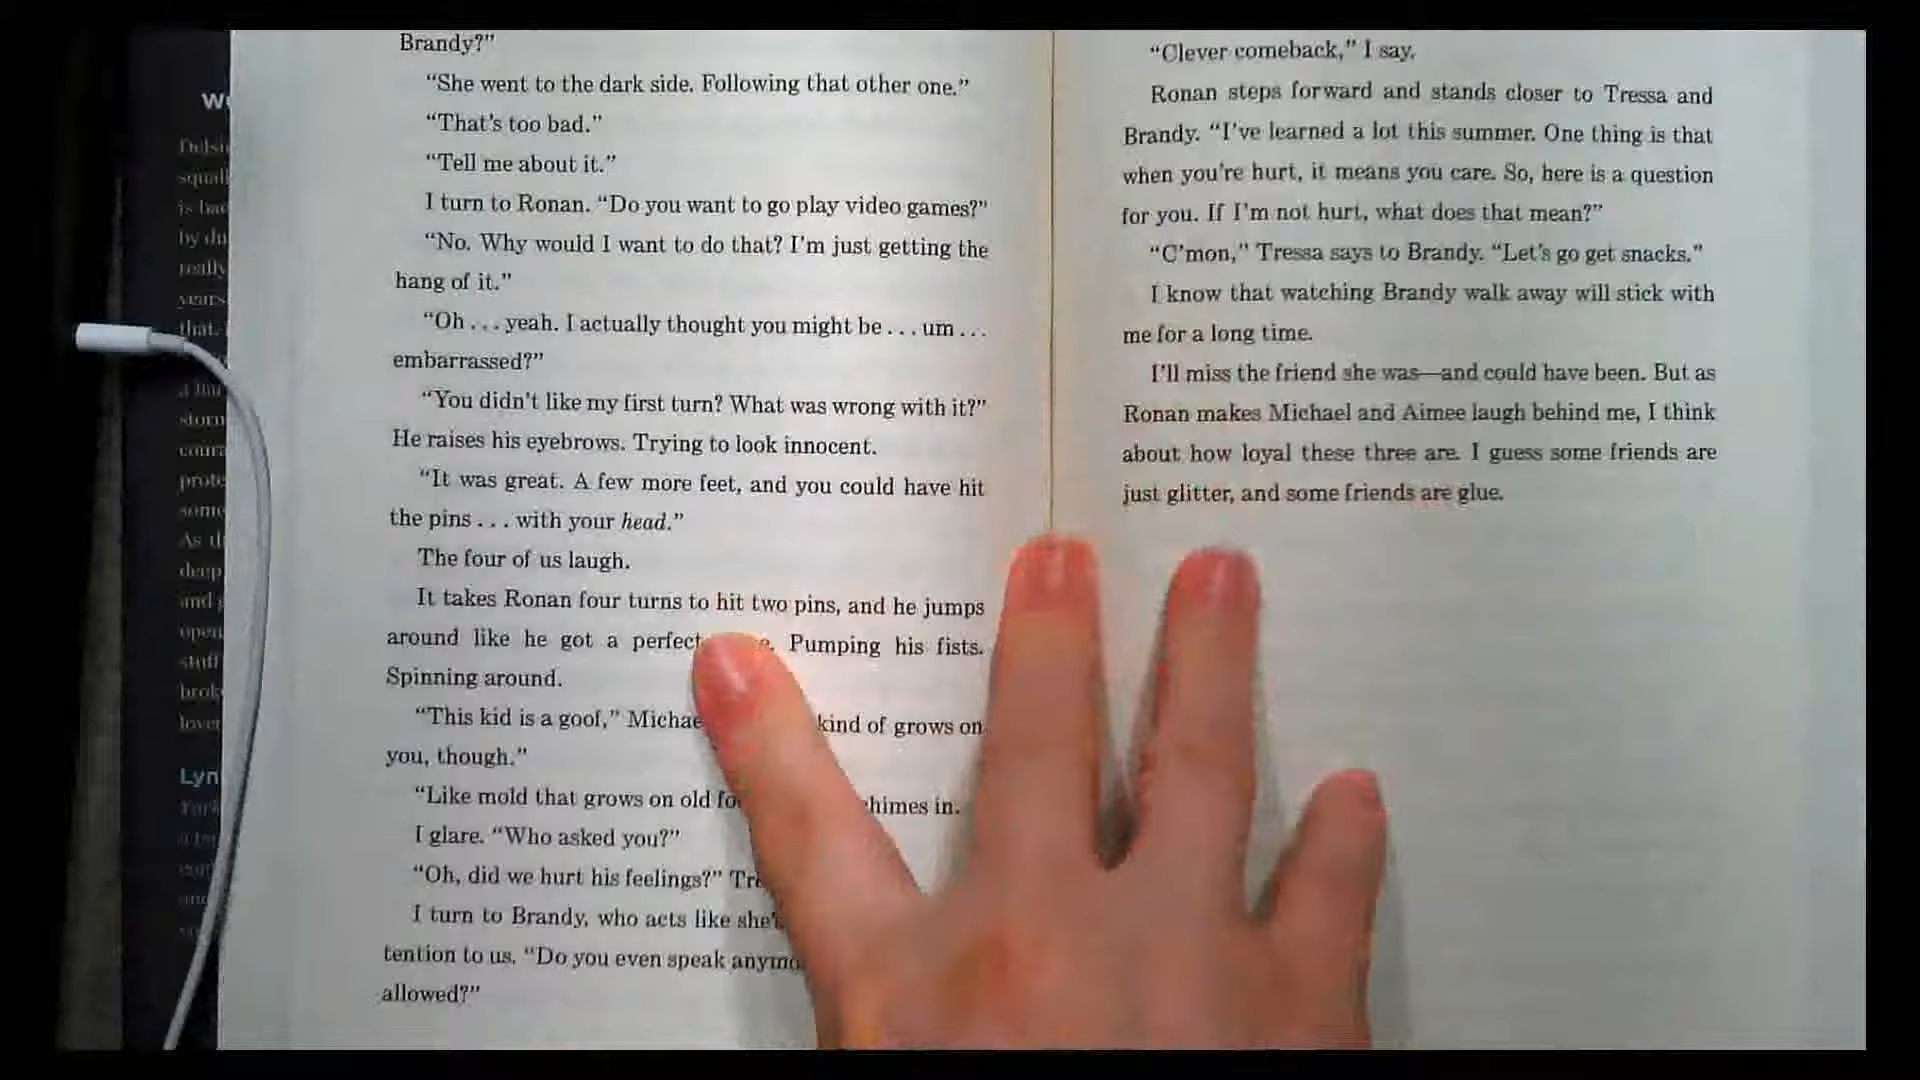 Brandy?”
“She went to the dark side. Following that other one.”
“That’s too bad.”
“Tell me about it.”
I turn to Ronan. “Do you want to go play video games?”
“No. Why would I want to do that? I’m just getting the
hang of it.”
“Oh . . . yeah. I actually thought you might be . . . um . . .
embarrassed?”
“You didn’t like my first turn? What was wrong with it?”
He raises his eyebrows. Trying to look innocent.
“It was great. A few more feet, and you could have hit
the pins . . . with your head.”
The four of us laugh.
It takes Ronan four turns to hit two pins, and he jumps
around like he got a perfect Pumping his fists.
Spinning around.
“This kid is a goof,” kind of grows on
you, though.”
“Like mold that grows on old in.
I glare. “Who asked you?”
“Oh, did we hurt his feelings?”
I turn to Brandy, who acts like
tention to us. “Do you even speak
allowed?”
“Clever comeback,” I say.
Ronan steps forward and stands closer to Tressa and
Brandy. “I’ve learned a lot this summer. One thing is that
when you’re hurt, it means you care. So, here is a question
for you. If I’m not hurt, what does that mean?”
“C’mon,” Tressa says to Brandy. “Let’s go get snacks.”
I know that watching Brandy walk away will stick with
me for a long time.
I’ll miss the friend she was—and could have been. But as
Ronan makes Michael and Aimee laugh behind me, I think
about how loyal these three are. I guess some friends are
just glitter, and some friends are glue.